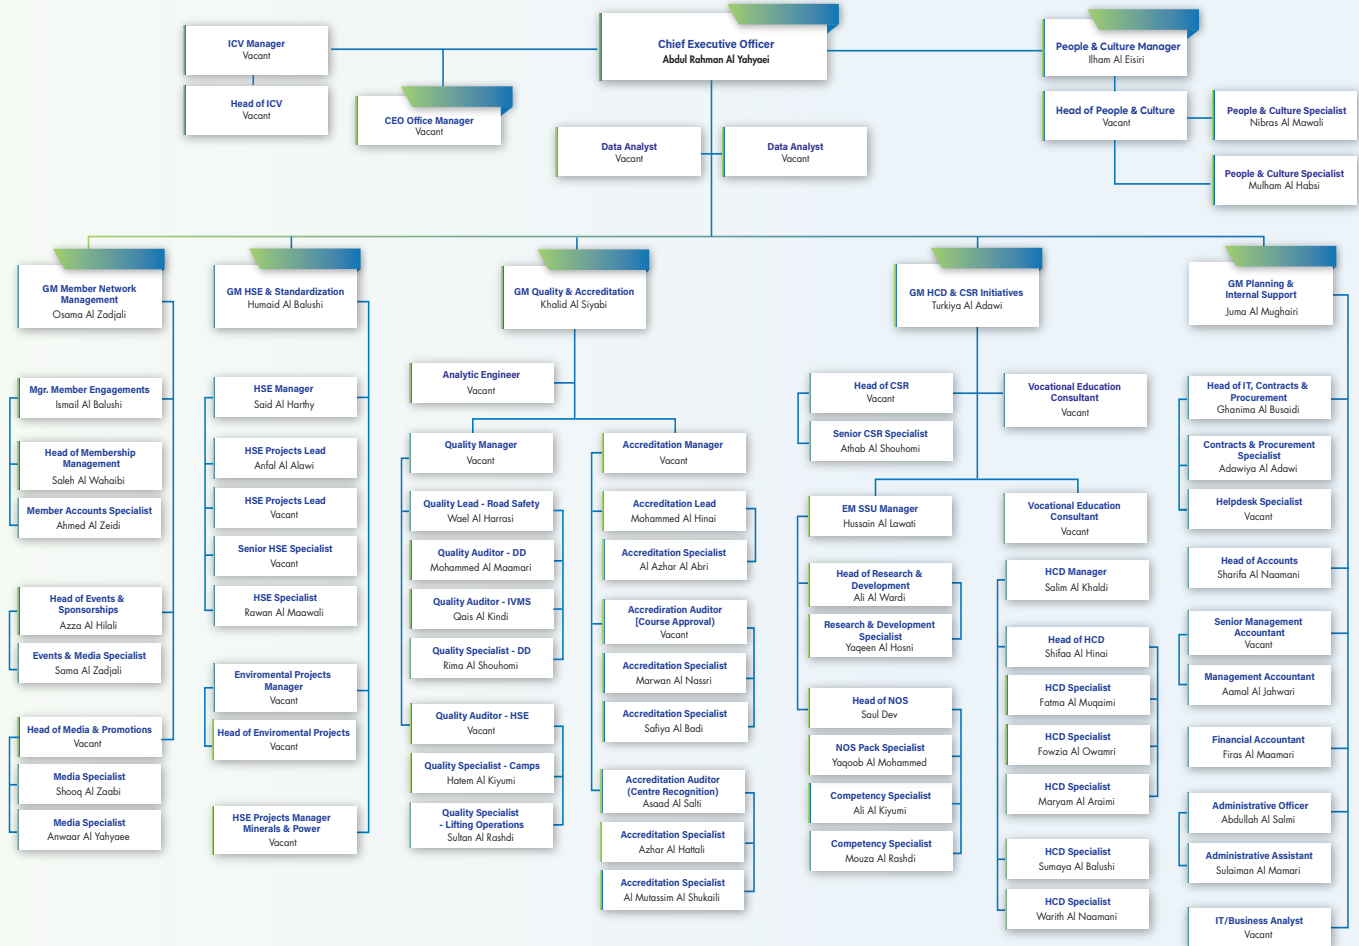 Chief Executive Officer
Abdul Rahman Al Yahyaei
ICV Manager
Vacant
Head of ICV
Vacant
CEO Office Manager
Vacant
People & Culture Manager
Ilham Al Eisiri
Head of People & Culture
Vacant
People & Culture Specialist
Nibras Al Mawali
People & Culture Specialist
Mulham Al Habsi
Data Analyst
Vacant
Data Analyst
Vacant
GM Member Network
Management
Osama Al Zadjali
Mgr. Member Engagements
Ismail Al Balushi
Head of Membership
Management
Saleh Al Wahaibi
Member Accounts Specialist
Ahmed Al Zeidi
Head of Events &
Sponsorships
Azza Al Hilali
Events & Media Specialist
Sama Al Zadjali
Head of Media & Promotions
Vacant
Media Specialist
Shooq Al Zaabi
Media Specialist
Anwaar Al Yahyaee
GM HSE & Standardization
Humaid Al Balushi
HSE Manager
Said Al Harthy
HSE Projects Lead
Anfal Al Alawi
HSE Projects Lead
Vacant
Senior HSE Specialist
Vacant
HSE Specialist
Rawan Al Maawali
Enviromental Projects
Manager
Vacant
Head of Enviromental Projects
Vacant
HSE Projects Manager
Minerals & Power
Vacant
GM Quality & Accreditation
Khalid Al Siyabi
Analytic Engineer
Vacant
Quality Manager
Vacant
Quality Lead - Road Safety
Wael Al Harrasi
Quality Auditor - DD
Mohammed Al Maamari
Quality Auditor - IVMS
Qais Al Kindi
Quality Specialist - DD
Rima Al Shouhomi
Quality Auditor - HSE
Vacant
Quality Specialist - Camps
Hatem Al Kiyumi
Quality Specialist
- Lifting Operations
Sultan Al Rashdi
Accreditation Manager
Vacant
Accreditation Lead
Mohammed Al Hinai
Accreditation Specialist
Al Azhar Al Abri
Accrediration Auditor
[Course Approval)
Vacant
Accreditation Specialist
Marwan Al Nassri
Accreditation Specialist
Safiya Al Badi
Accreditation Auditor
(Centre Recognition)
Asaad Al Salti
Accreditation Specialist
Azhar Al Hattali
Accreditation Specialist
Al Mutassim Al Shukaili
GM HCD & CSR Initiatives
Turkiya Al Adawi
Head of CSR
Vacant
Senior CSR Specialist
Athab Al Shouhomi
Vocational Education
Consultant
Vacant
EM SSU Manager
Hussain Al Lawati
Head of Research &
Development
Ali Al Wardi
Research & Development
Specialist
Yaqeen Al Hosni
Head of NOS
Saul Dev
NOS Pack Specialist
Yaqoob Al Mohammed
Competency Specialist
Ali Al Kiyumi
Competency Specialist
Mouza Al Rashdi
Vocational Education
Consultant
Vacant
HCD Manager
Salim Al Khaldi
Head of HCD
Shifaa Al Hinai
HCD Specialist
Fatma Al Muqaimi
HCD Specialist
Fowzia Al Owamri
HCD Specialist
Maryam Al Araimi
HCD Specialist
Sumaya Al Balushi
HCD Specialist
Warith Al Naamani
GM Planning &
Internal Support
Juma Al Mughairi
Head of IT, Contracts &
Procurement
Ghanima Al Busaidi
Contracts & Procurement
Specialist
Adawiya Al Adawi
Helpdesk Specialist
Vacant
Head of Accounts
Sharifa Al Naamani
Senior Management
Accountant
Vacant
Management Accountant
Aamal Al Jahwari
Financial Accountant
Firas Al Maamari
Administrative Officer
Abdullah Al Salmi
Administrative Assistant
Sulaiman Al Mamari
IT/Business Analyst
Vacant